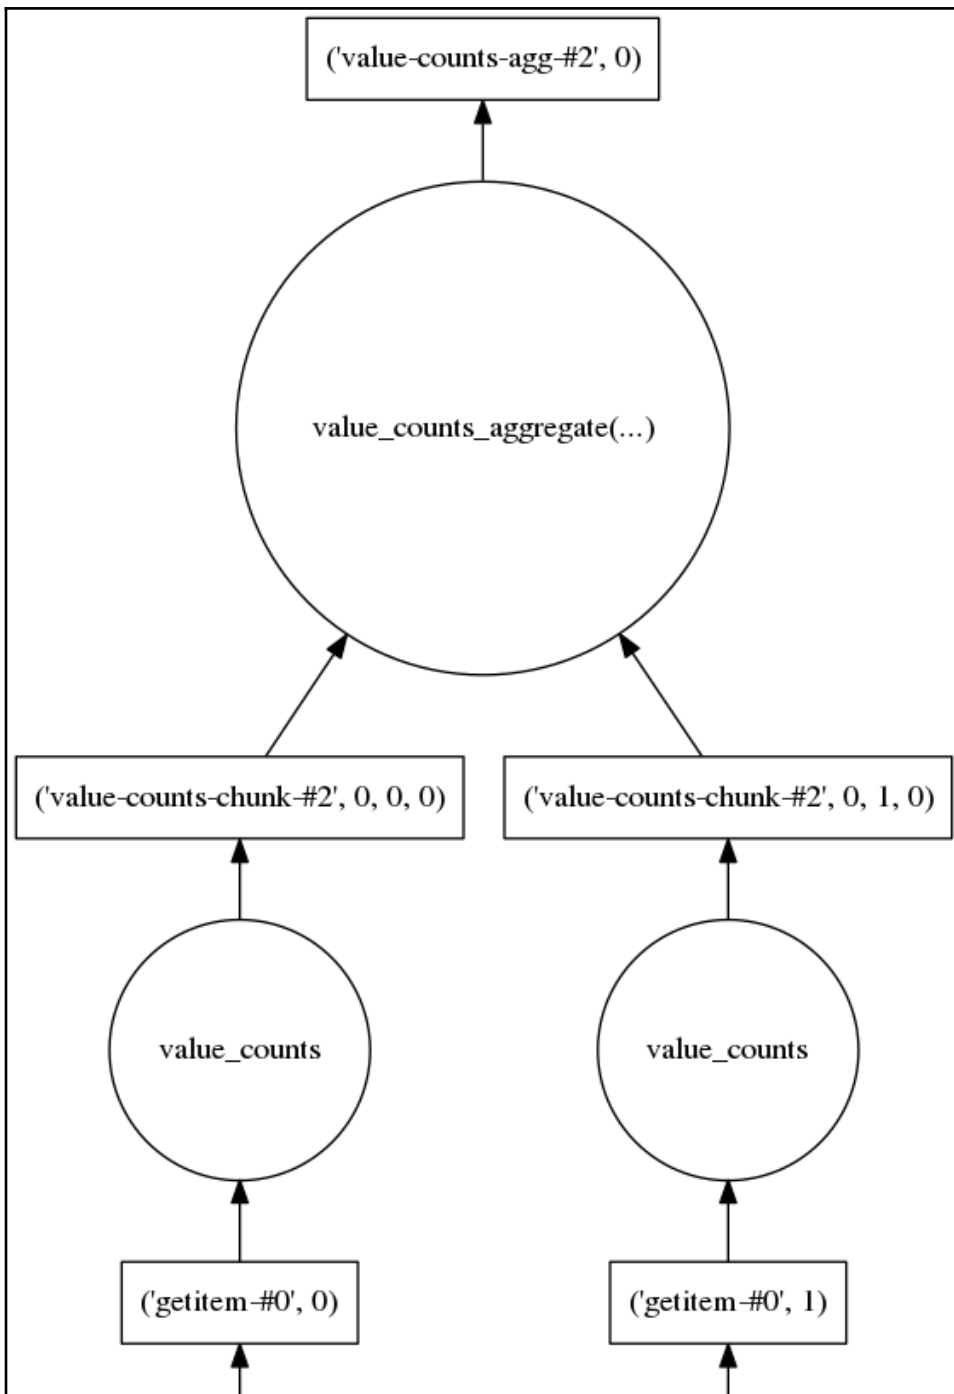 ('value-counts-agg-#2', 0)
value_counts_aggregate(...)
('value-counts-chunk-#2', 0, 0, 0)
('value-counts-chunk-#2', 0, 1, 0)
value_counts
value_counts
('getitem-#0', 0)
('getitem-#0', 1)